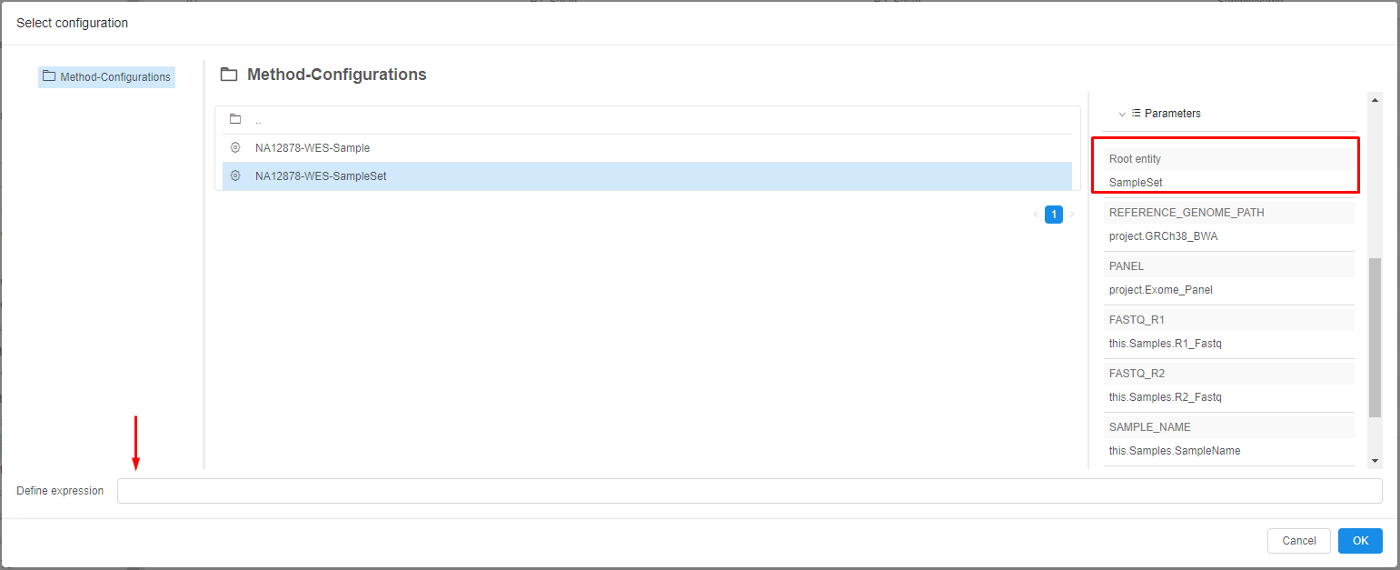 Select configuration
Method-Configurations
Method-Configurations
..
NA12878-WES-Sample
NA12878-WES-SampleSet
1
Parameters
Root entity
SampleSet
REFERENCE_GENOME_PATH
project.GRCh38_BWA
PANEL
project.Exome_Panel
FASTQ_R1
this.Samples.R1_Fastq
FASTQ_R2
this.Samples.R2_Fastq
SAMPLE_NAME
this.Samples.SampleName
Define expression
Cancel
OK